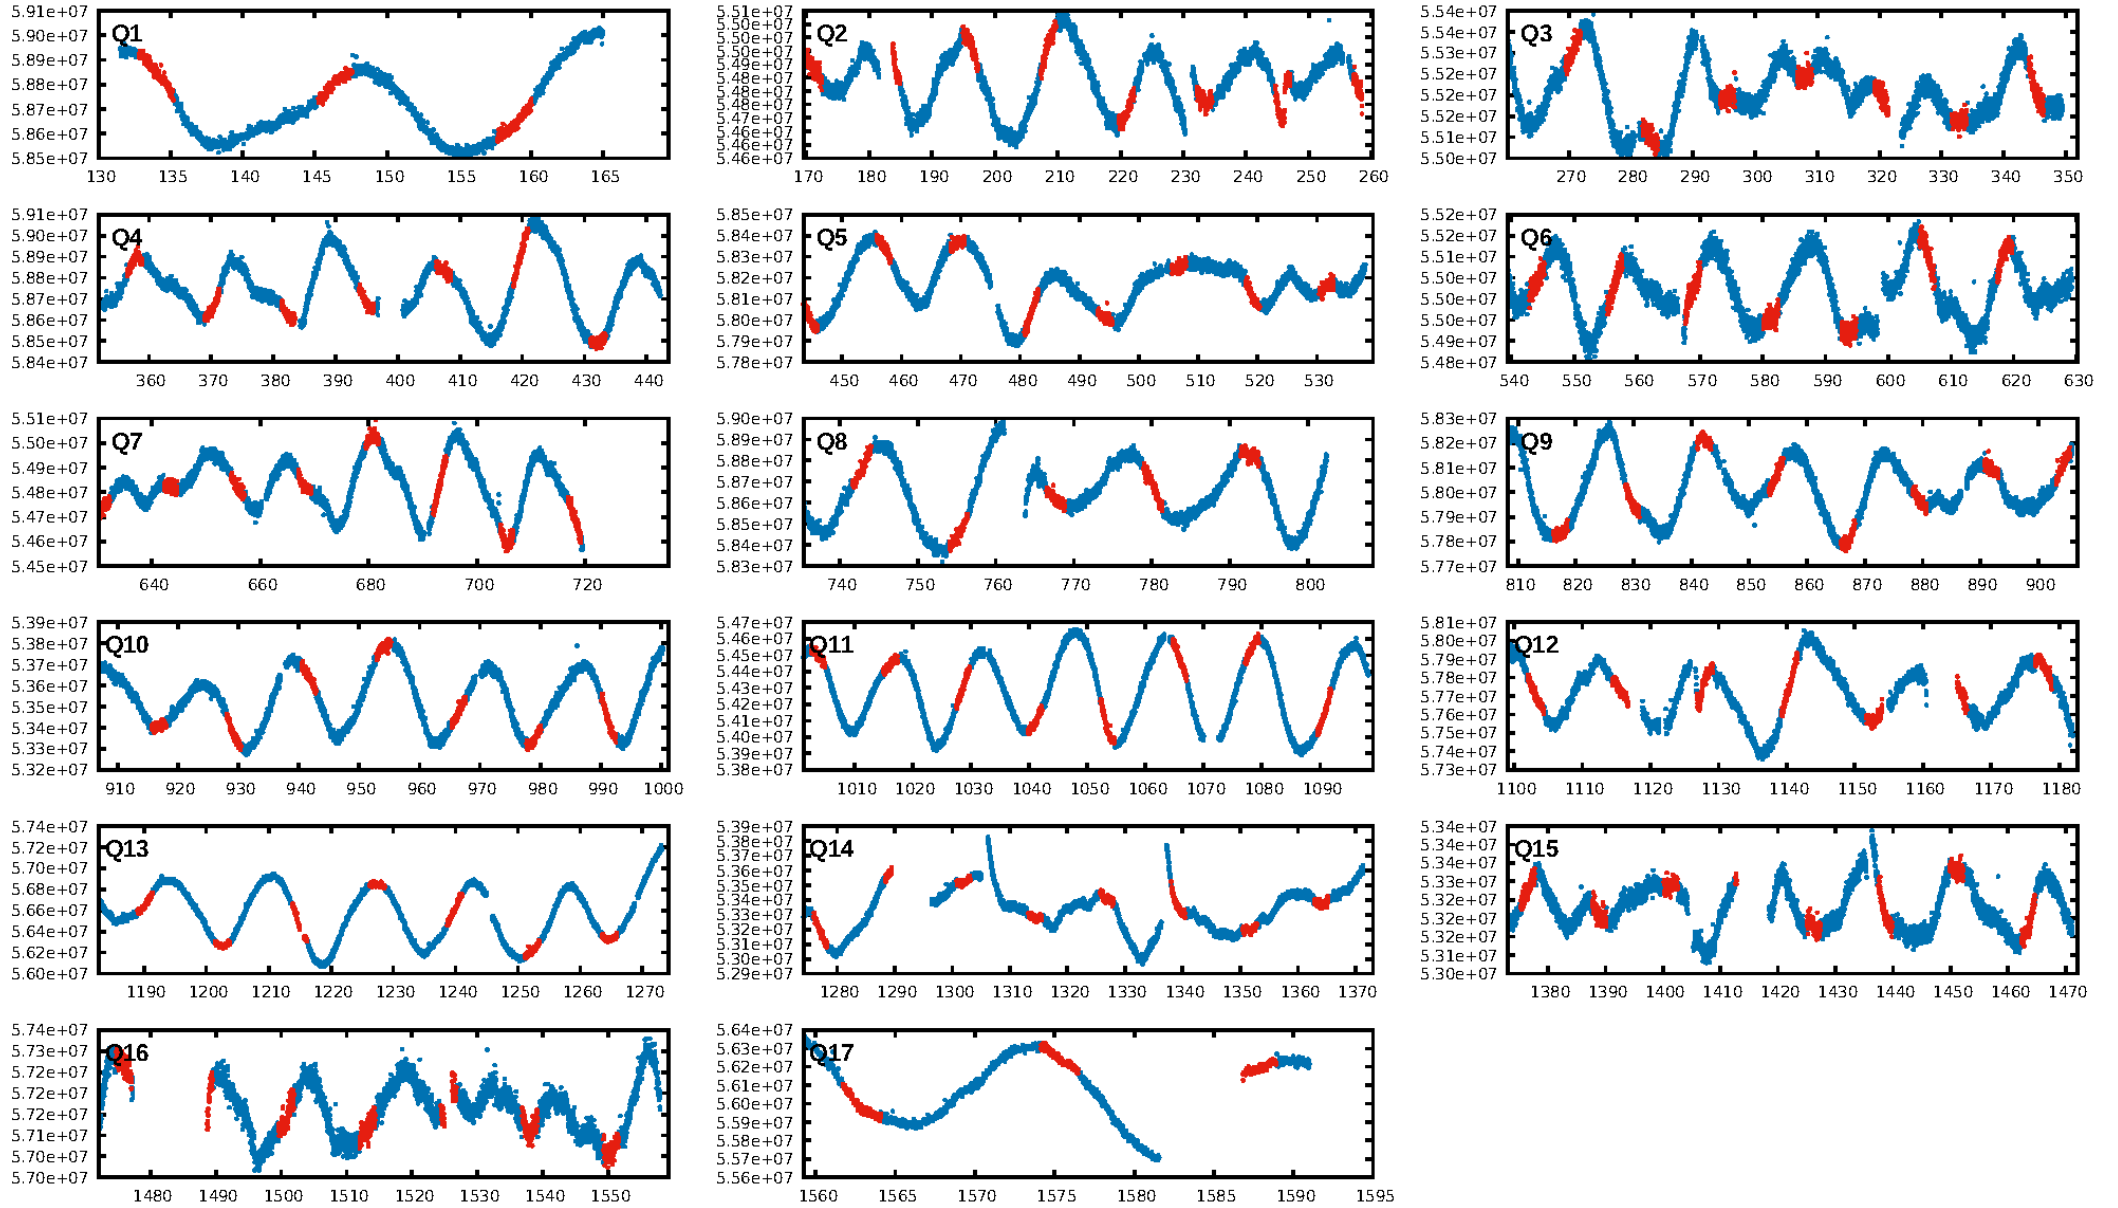 Q1
5.91e+07
5.90e+07
5.89e+07
5.88e+07
5.87e+07
5.86e+07
5.85e+07
130 135 140 145 150 155 160 165
Q2
5.51e+07
5.50e+07
5.50e+07
5.50e+07
5.49e+07
5.48e+07
5.48e+07
5.48e+07
5.47e+07
5.46e+07
5.46e+07
5.46e+07
170 180 190 200 210 220 230 240 250 260
Q3
5.54e+07
5.53e+07
5.52e+07
5.52e+07
5.52e+07
5.51e+07
5.50e+07
5.50e+07
270 280 290 300 310 320 330 340 350
Q4
5.91e+07
5.90e+07
5.89e+07
5.88e+07
5.87e+07
5.86e+07
5.85e+07
5.84e+07
360 370 380 390 400 410 420 430 440
Q5
5.85e+07
5.84e+07
5.83e+07
5.82e+07
5.81e+07
5.80e+07
5.79e+07
5.78e+07
450 460 470 480 490 500 510 520 530
Q6
5.52e+07
5.52e+07
5.51e+07
5.50e+07
5.50e+07
5.50e+07
5.49e+07
5.48e+07
540 550 560 570 580 590 600 610 620 630
Q7
5.51e+07
5.50e+07
5.49e+07
5.48e+07
5.47e+07
5.46e+07
5.45e+07
640 660 680 700 720
Q8
5.90e+07
5.89e+07
5.88e+07
5.87e+07
5.86e+07
5.85e+07
5.84e+07
5.83e+07
740 750 760 770 780 790 800
Q9
5.83e+07
5.82e+07
5.81e+07
5.80e+07
5.79e+07
5.78e+07
5.77e+07
810 820 830 840 850 860 870 880 890 900
Q10
5.39e+07
5.38e+07
5.37e+07
5.36e+07
5.35e+07
5.34e+07
5.33e+07
5.32e+07
910 920 930 940 950 960 970 980 990 1000
Q11
5.47e+07
5.46e+07
5.45e+07
5.44e+07
5.43e+07
5.42e+07
5.41e+07
5.40e+07
5.39e+07
5.38e+07
1010 1020 1030 1040 1050 1060 1070 1080 1090
Q12
5.81e+07
5.80e+07
5.79e+07
5.78e+07
5.77e+07
5.76e+07
5.75e+07
5.74e+07
5.73e+07
1100 1110 1120 1130 1140 1150 1160 1170 1180
Q13
5.74e+07
5.72e+07
5.70e+07
5.68e+07
5.66e+07
5.64e+07
5.62e+07
5.60e+07
1190 1200 1210 1220 1230 1240 1250 1260 1270
Q14
5.39e+07
5.38e+07
5.37e+07
5.36e+07
5.35e+07
5.34e+07
5.33e+07
5.32e+07
5.31e+07
5.30e+07
5.29e+07
1280 1290 1300 1310 1320 1330 1340 1350 1360 1370
Q15
5.34e+07
5.34e+07
5.34e+07
5.33e+07
5.32e+07
5.32e+07
5.32e+07
5.31e+07
5.30e+07
1380 1390 1400 1410 1420 1430 1440 1450 1460 1470
Q16
5.74e+07
5.73e+07
5.72e+07
5.72e+07
5.72e+07
5.71e+07
5.70e+07
5.70e+07
1480 1490 1500 1510 1520 1530 1540 1550
Q17
5.64e+07
5.63e+07
5.62e+07
5.61e+07
5.60e+07
5.59e+07
5.58e+07
5.57e+07
5.56e+07
1560 1565 1570 1575 1580 1585 1590 1595